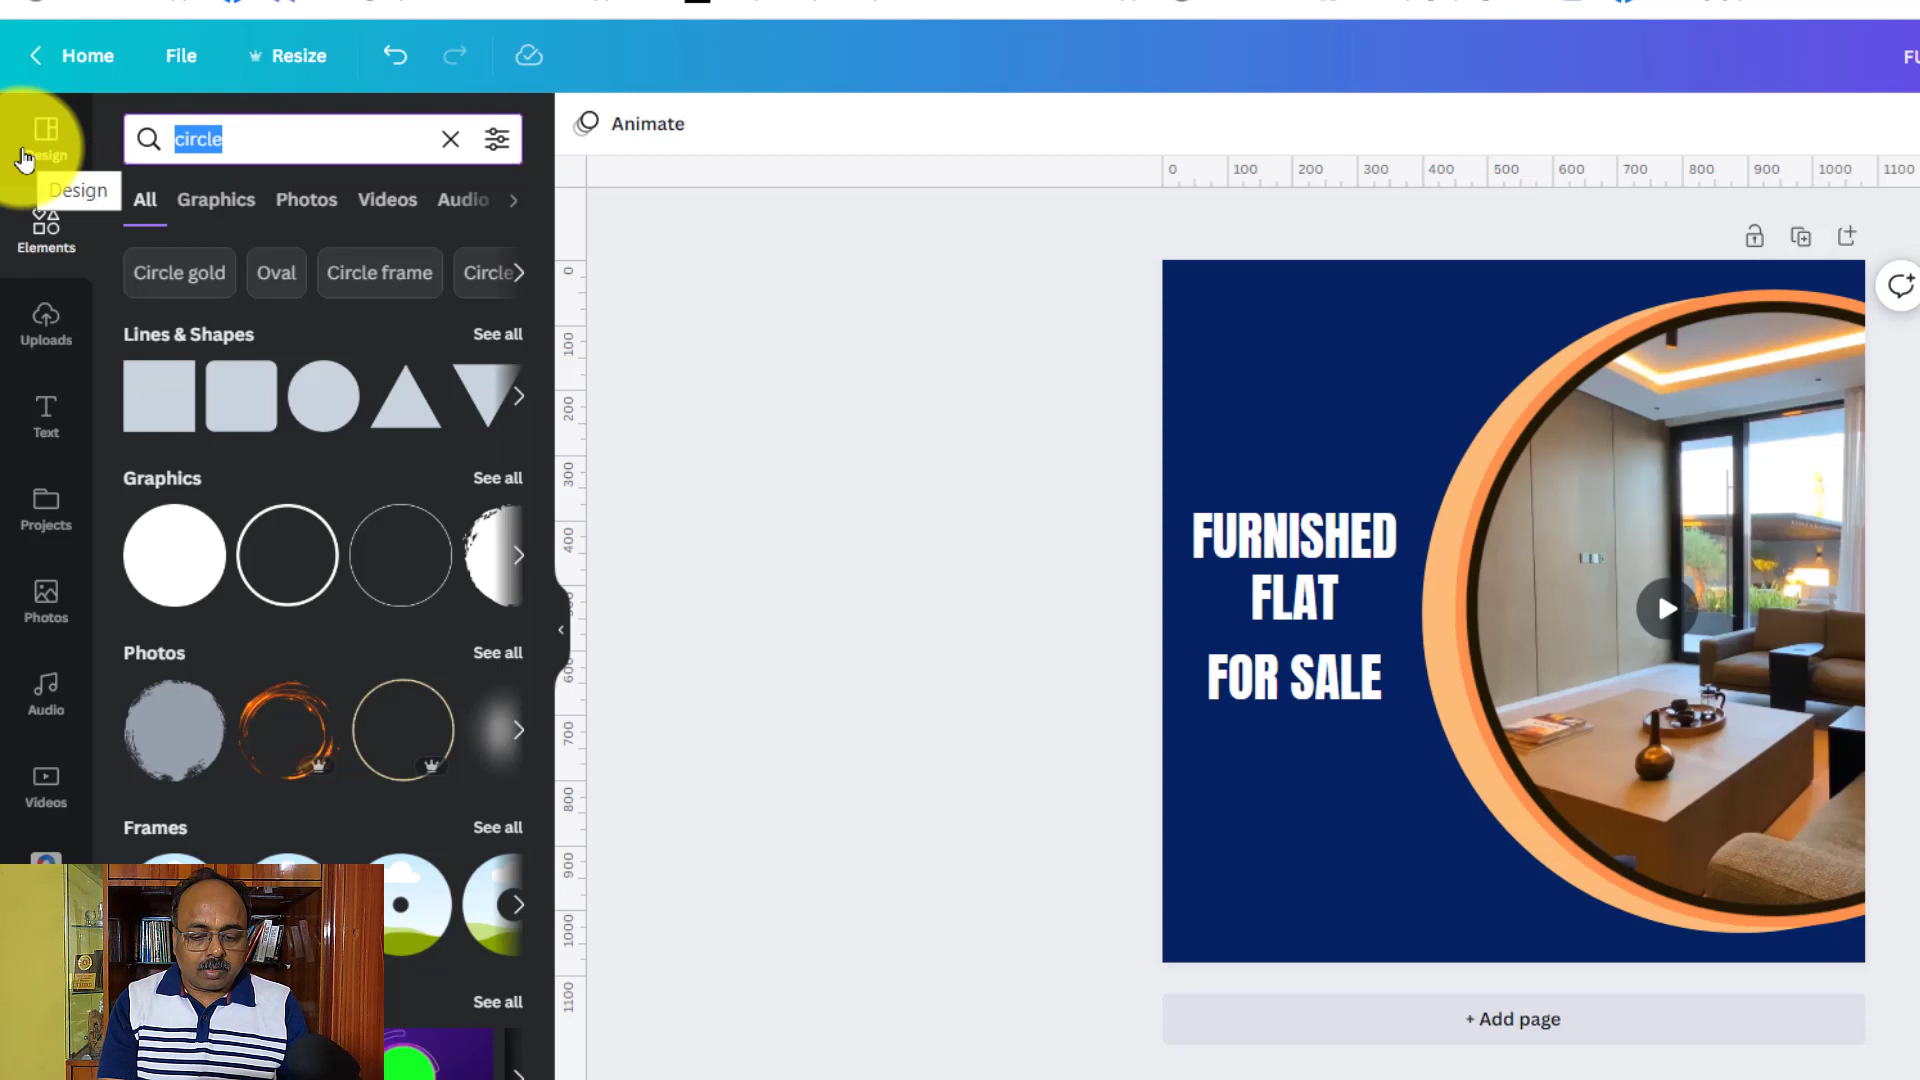 Home
File
Resize
FU
Design
Design
Elements
Uploads
Text
Projects
Photos
Audio
Videos
circle
All
Graphics
Photos
Videos
Audio
Circle gold
Oval
Circle frame
Circle
Lines & Shapes
See all
Graphics
See all
Photos
See all
Frames
See all
See all
Animate
0
100
200
300
400
500
600
700
800
900
1000
1100
0
100
200
300
400
600
700
800
900
1000
1100
FURNISHED
FLAT
FOR SALE
+ Add page